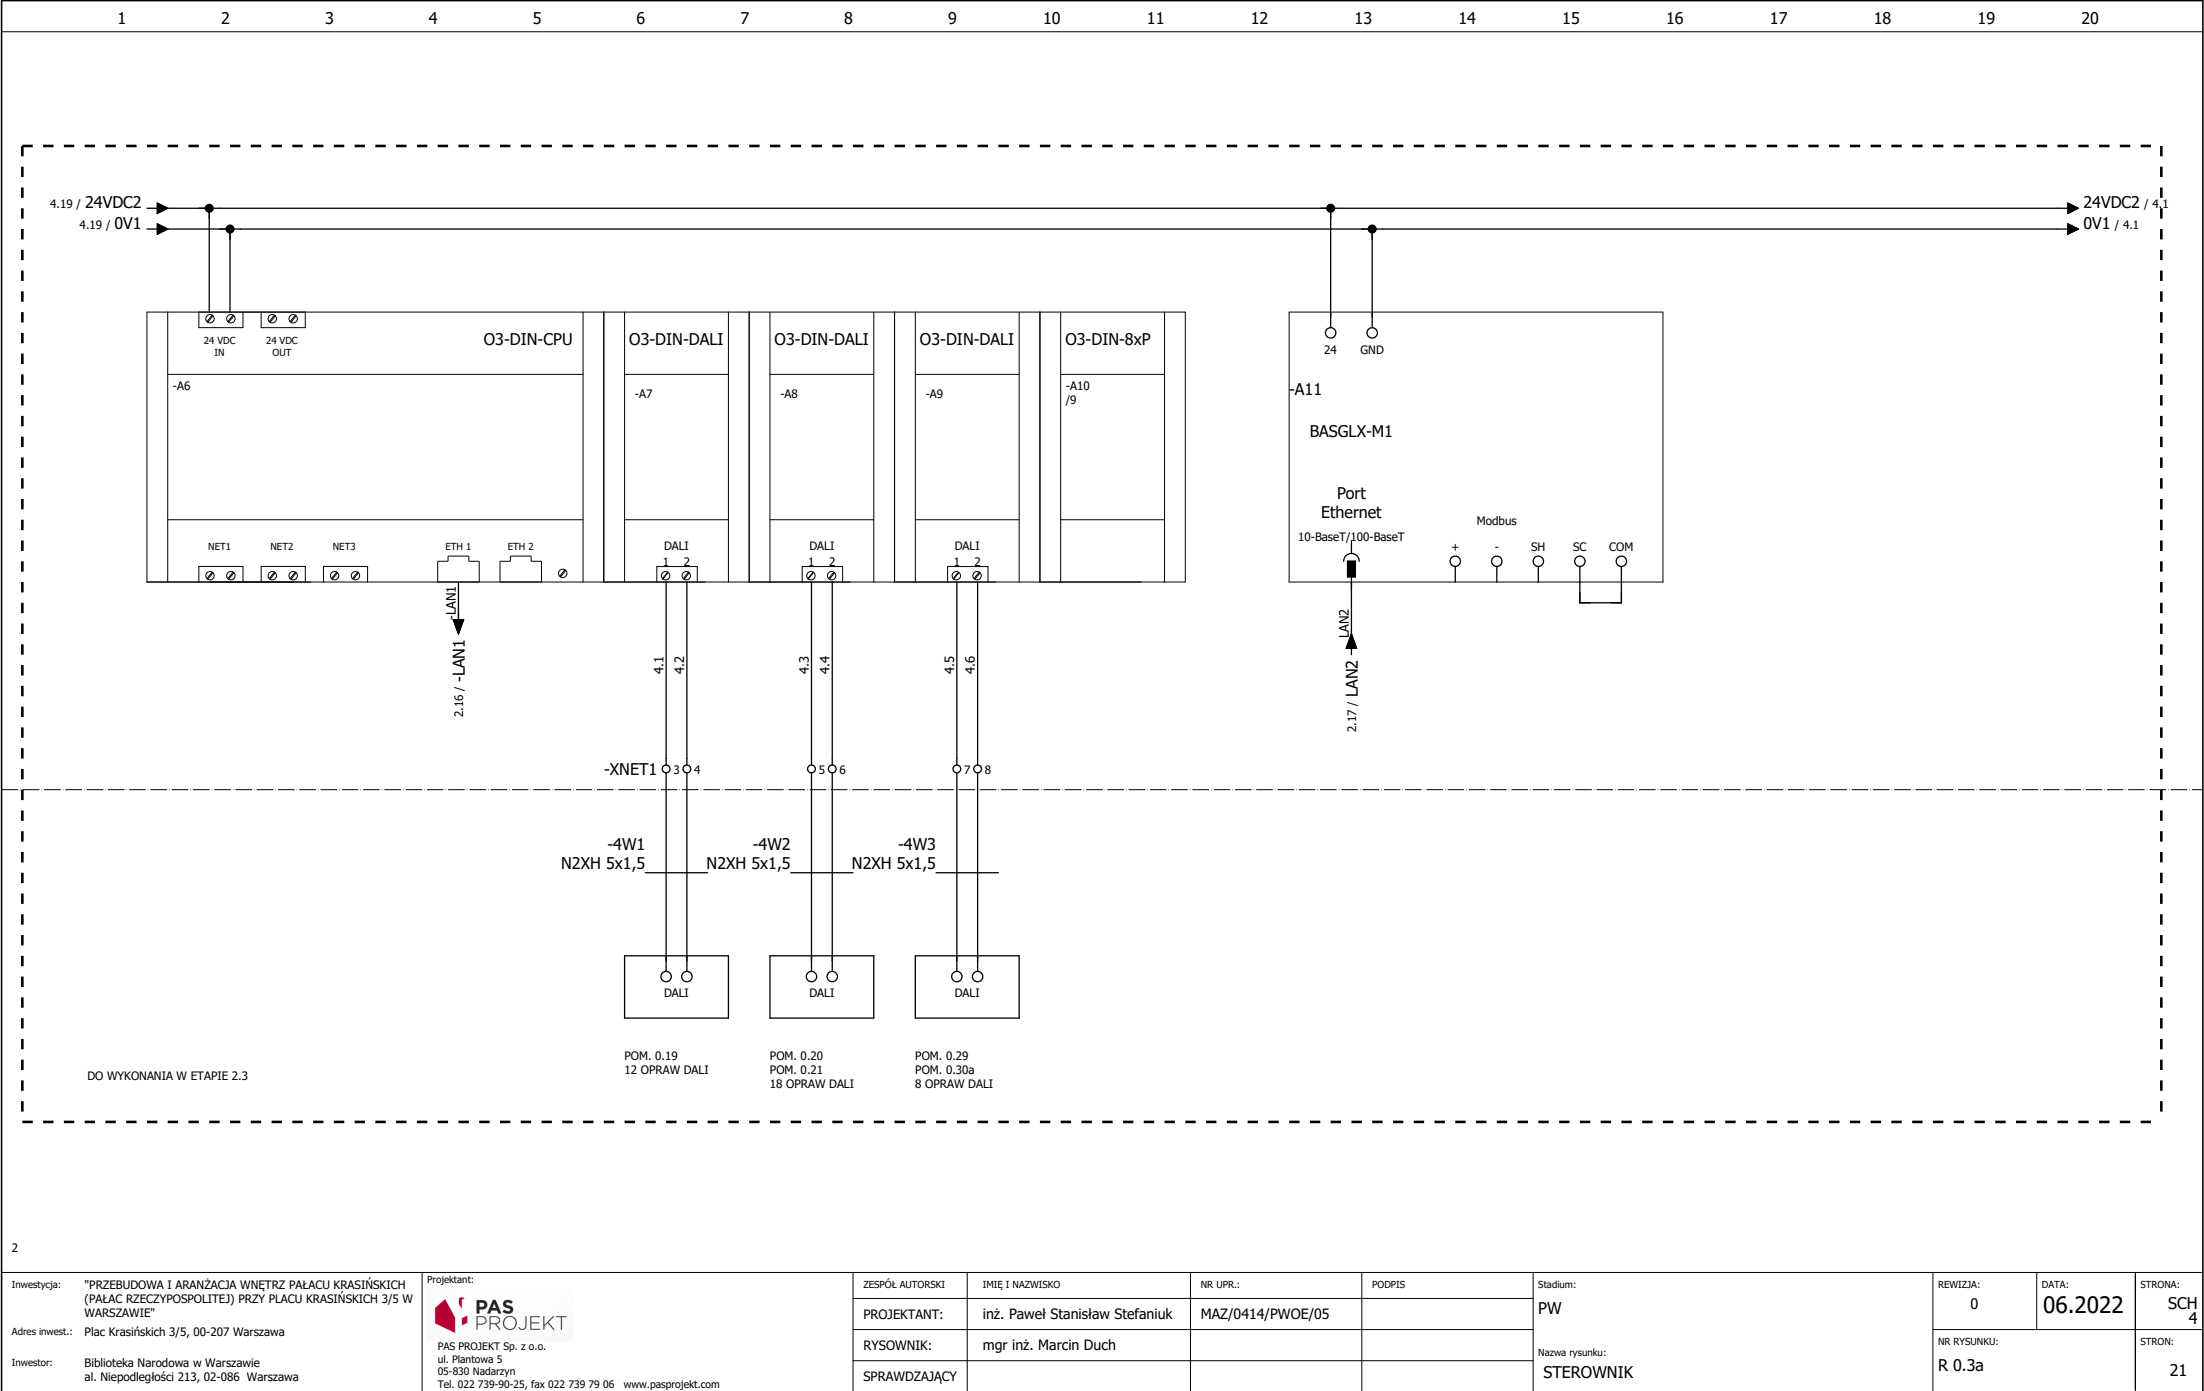 1 2 3 4 5 6 7 8 9 10 11 12 13 14 15 16 17 18 19 20
4.19 / 24VDC2
24VDC2 / 4.1
4.19 / 0V1
0V1 / 4.1
24 VDC
IN
24 VDC
OUT
O3-DIN-CPU
O3-DIN-DALI
O3-DIN-DALI
O3-DIN-DALI
O3-DIN-8xP
24
GND
-A6
-A7
-A8
-A9
-A10
/9
-A11
BASGLX-M1
Port
Ethernet
10-BaseT/100-BaseT
Modbus
+ - SH SC COM
NET1
NET2
NET3
ETH 1
ETH 2
DALI
1 2
DALI
1 2
DALI
1 2
-LAN1
2.16 / -LAN1
LAN2
2.17 / LAN2
4.1
4.2
4.3
4.4
4.5
4.6
-XNET1 3 4 5 6 7 8
-4W1
N2XH 5x1,5
-4W2
N2XH 5x1,5
-4W3
N2XH 5x1,5
DALI
DALI
DALI
POM. 0.19
12 OPRAW DALI
POM. 0.20
POM. 0.21
18 OPRAW DALI
POM. 0.29
POM. 0.30a
8 OPRAW DALI
DO WYKONANIA W ETAPIE 2.3
2
Inwestycja: "PRZEBUDOWA I ARANŻACJA WNĘTRZ PAŁACU KRASIŃSKICH
(PAŁAC RZECZYPOSPOLITEJ) PRZY PLACU KRASIŃSKICH 3/5 W
WARSZAWIE"
Adres inwest.: Plac Krasińskich 3/5, 00-207 Warszawa
Inwestor: Biblioteka Narodowa w Warszawie
al. Niepodległości 213, 02-086 Warszawa
Projektant:
PAS
PROJEKT
PAS PROJEKT Sp. z o.o.
ul. Plantowa 5
05-830 Nadarzyn
Tel. 022 739-90-25, fax 022 739 79 06 www.pasprojekt.com
ZESPÓŁ AUTORSKI IMIĘ I NAZWISKO NR UPR.: PODPIS
PROJEKTANT: inż. Paweł Stanisław Stefaniuk MAZ/0414/PWOE/05
RYSOWNIK: mgr inż. Marcin Duch
SPRAWDZAJĄCY
Stadium:
PW
Nazwa rysunku:
STEROWNIK
REWIZJA:
0
DATA:
06.2022
STRONA:
SCH
4
NR RYSUNKU:
R 0.3a
STRON:
21